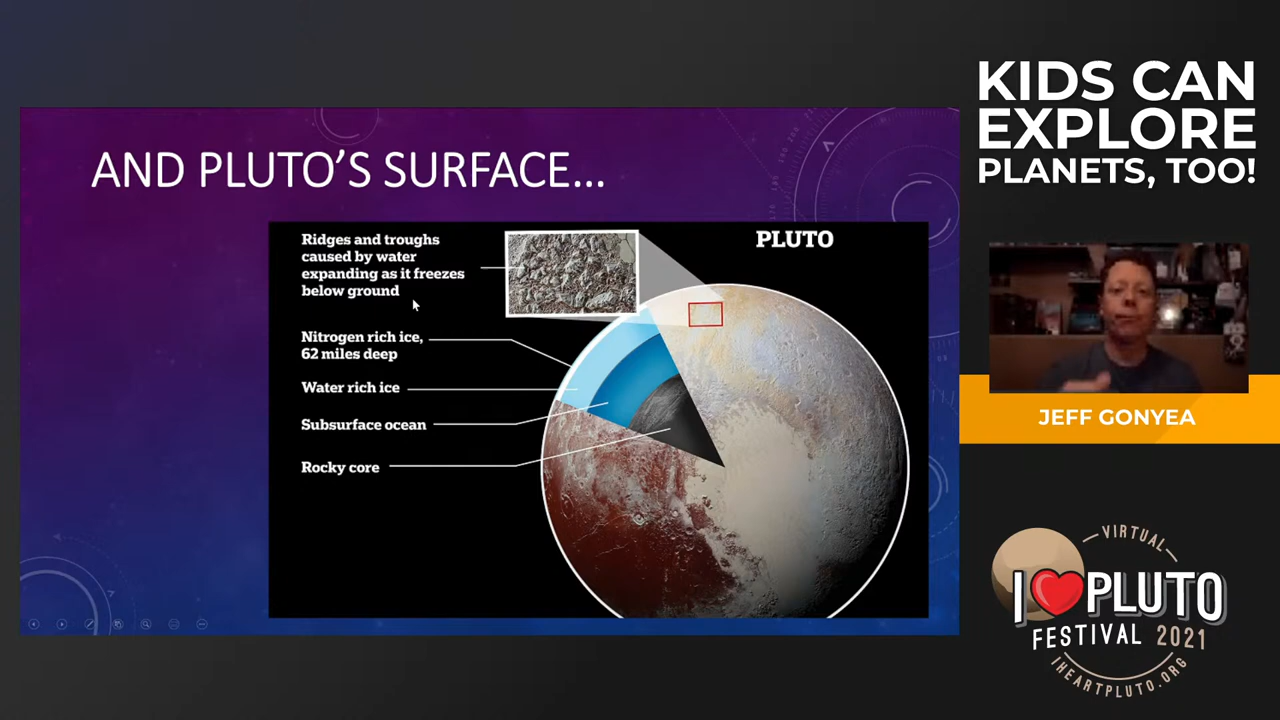 AND PLUTO'S SURFACE...
PLUTO
Ridges and troughs
caused by water
expanding as it freezes
below ground
Nitrogen rich ice,
62 miles deep
Water rich ice
Subsurface ocean
Rocky core
KIDS CAN
EXPLORE
PLANETS, TOO!
JEFF GONYEA
VIRTUAL
I PLUTO
FESTIVAL 2021
IHEARTPLUTO.ORG